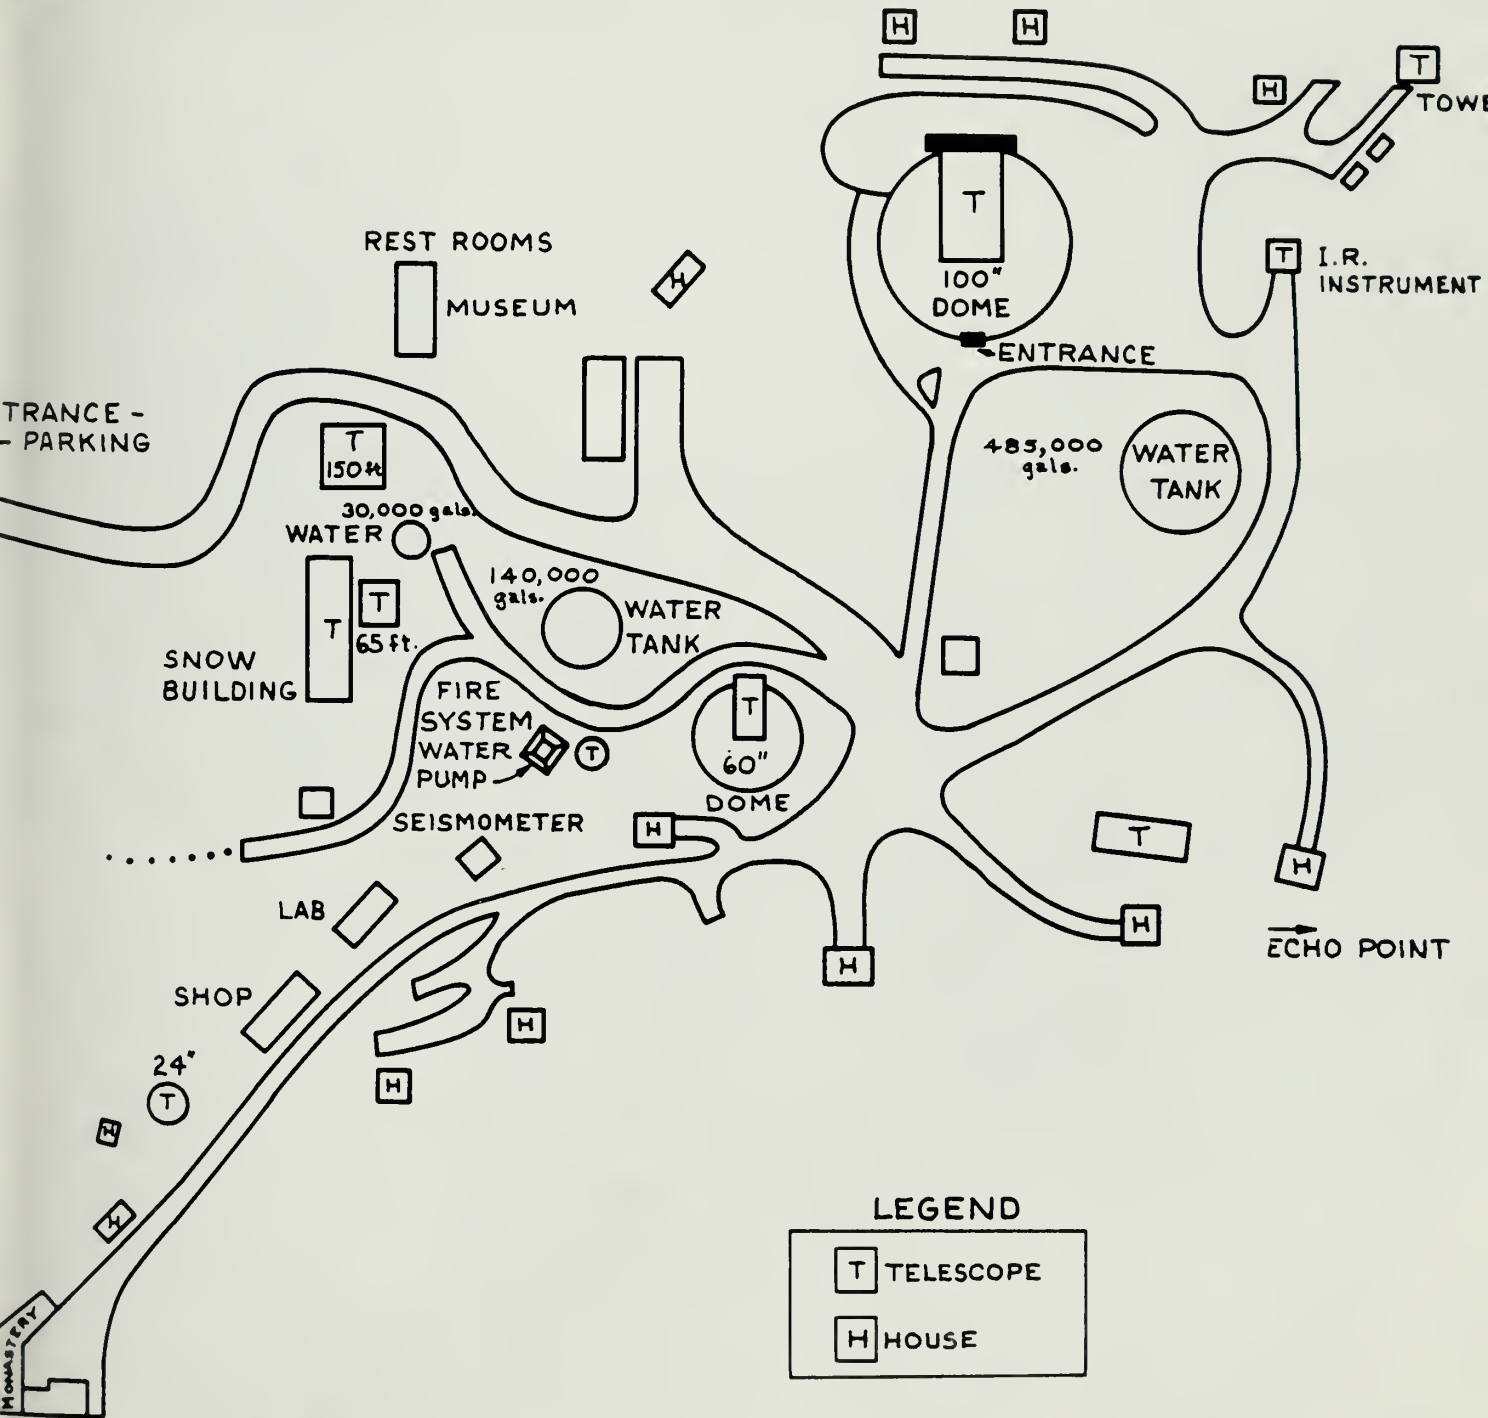 H
H
T
TOWE
H
T
100"
DOME
ENTRANCE
T
I.R.
INSTRUMENT
REST ROOMS
MUSEUM
H
TRANCE -
- PARKING
T
150 ft
30,000 gals.
WATER
485,000
gals.
WATER
TANK
140,000
gals.
WATER
TANK
T
T
65 ft.
SNOW
BUILDING
FIRE
SYSTEM
WATER
PUMP
T
T
60"
DOME
SEISMOMETER
H
T
H
LAB
H
H
ECHO POINT
SHOP
H
24"
T
H
H
H
LEGEND
T TELESCOPE
H HOUSE
MONASTERY